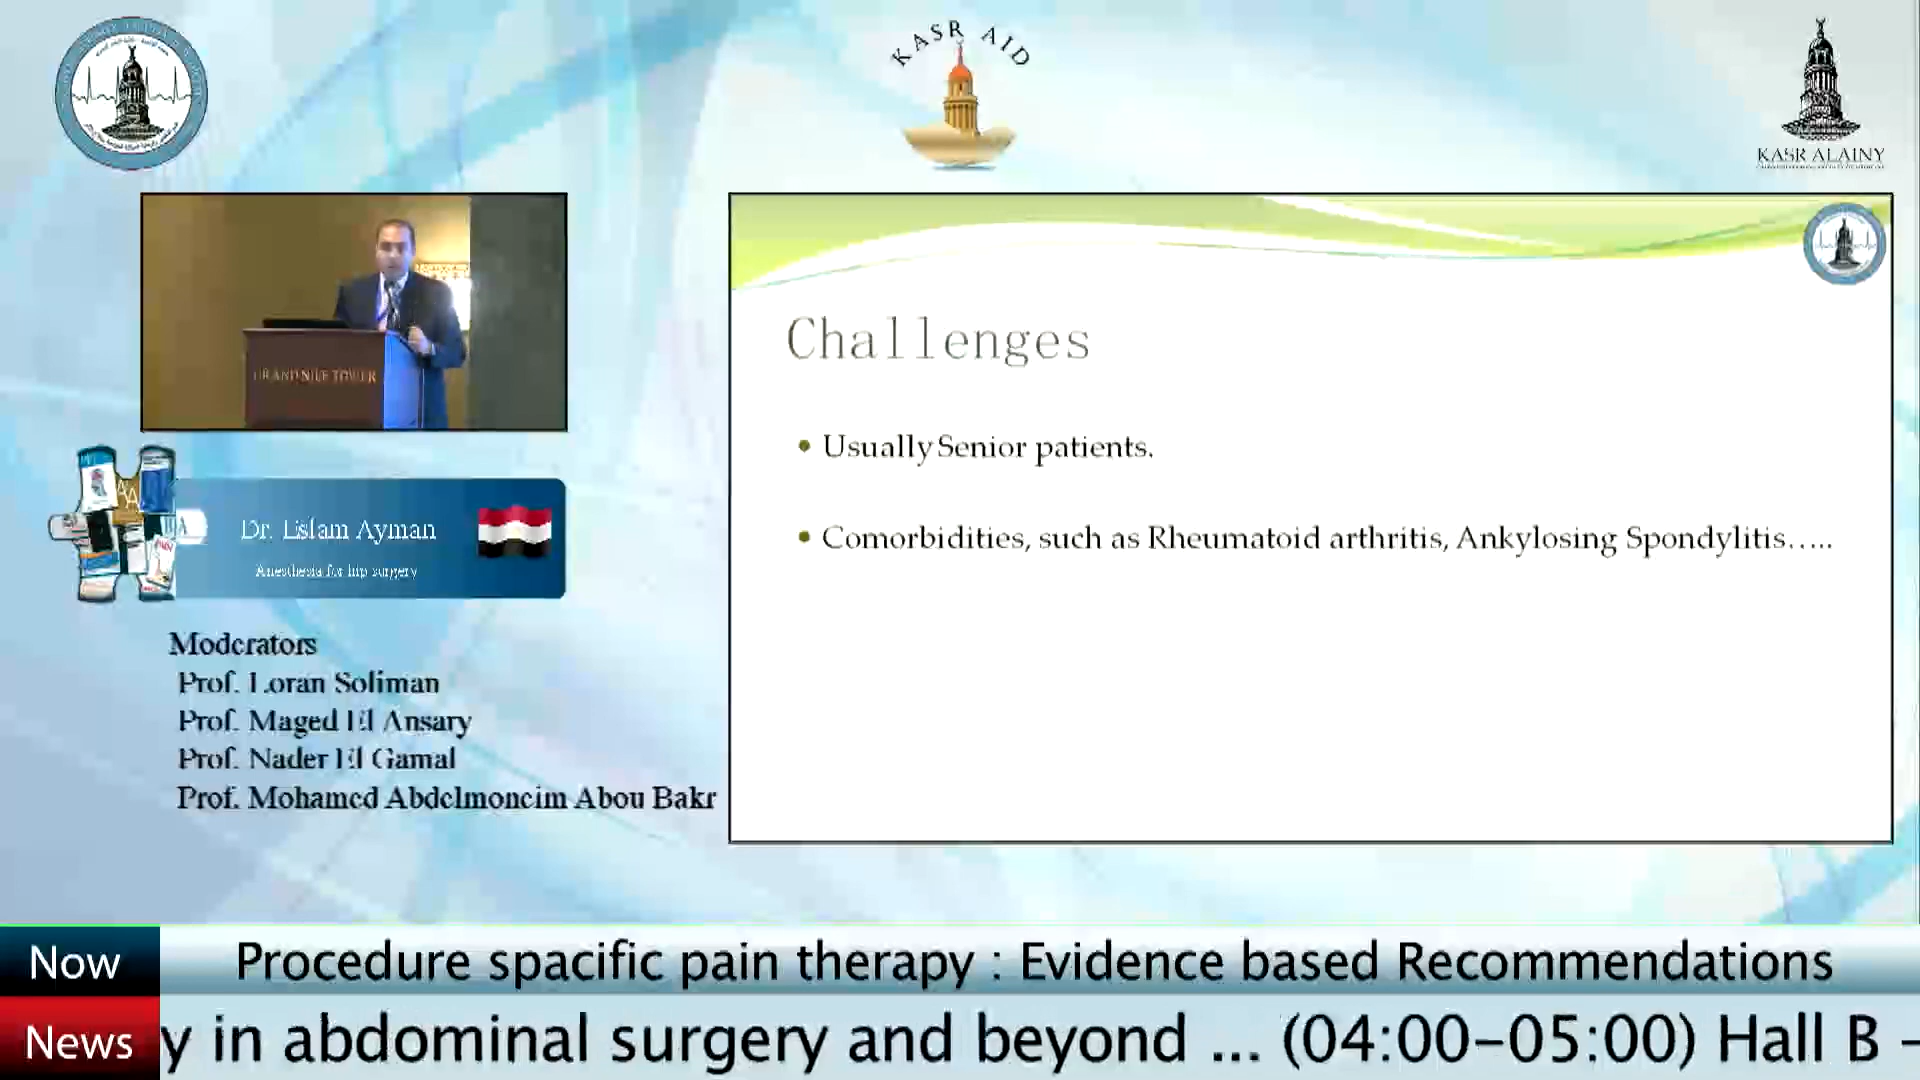 KASR AID
KASR ALAINY
GRAND NILE TOWER
Dr. Eslam Ayman
Anesthesia for hip surgery
Moderators
Prof. Loran Soliman
Prof. Maged El Ansary
Prof. Nader El Gamal
Prof. Mohamed Abdelmoneim Abou Bakr
Challenges
• Usually Senior patients.
• Comorbidities, such as Rheumatoid arthritis, Ankylosing Spondylitis…..
Now
Procedure spacific pain therapy : Evidence based Recommendations
News
y in abdominal surgery and beyond ... (04:00-05:00) Hall B -